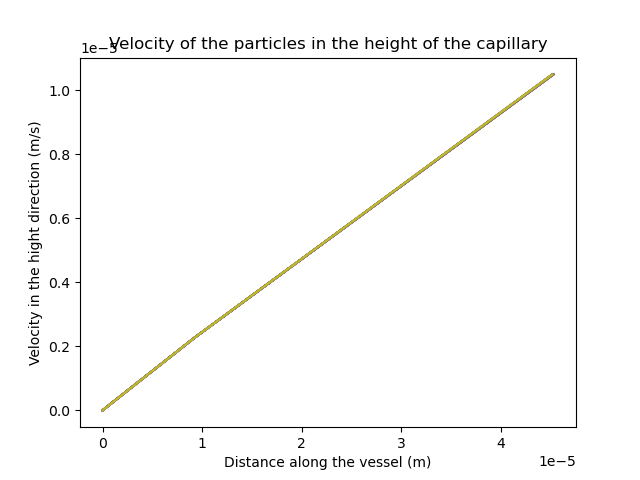 Velocity of the particles in the height of the capillary
1e−5
Velocity in the hight direction (m/s)
1.0
0.8
0.6
0.4
0.2
0.0
0 1 2 3 4
1e−5
Distance along the vessel (m)